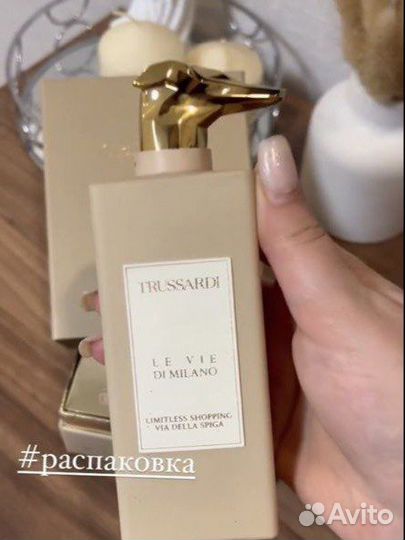 TRUSSARDI
LE VIE
DI MILANO
LIMITLESS SHOPPING
VIA DELLA SPIGA
#распаковка
Avito